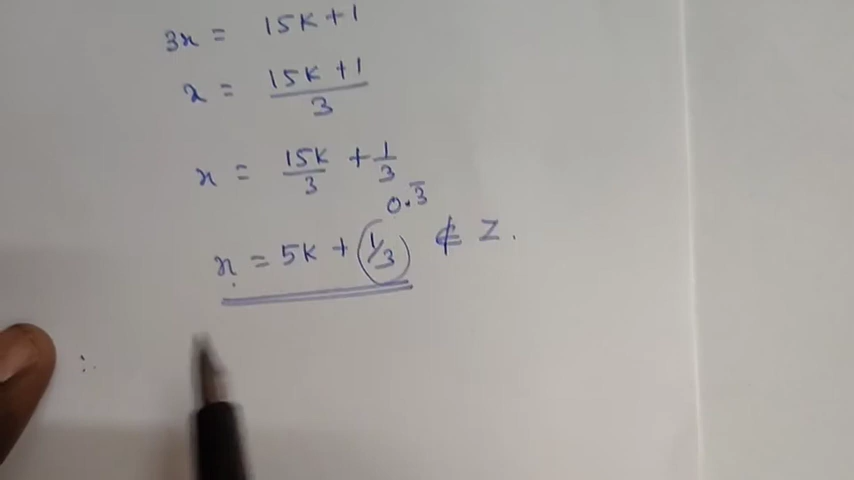 3x = 15K+1
x = 15K+1/3
x = 15K/3 + 1/3
0.3̅
x = 5K + 1/3 ∉ Z.
∴